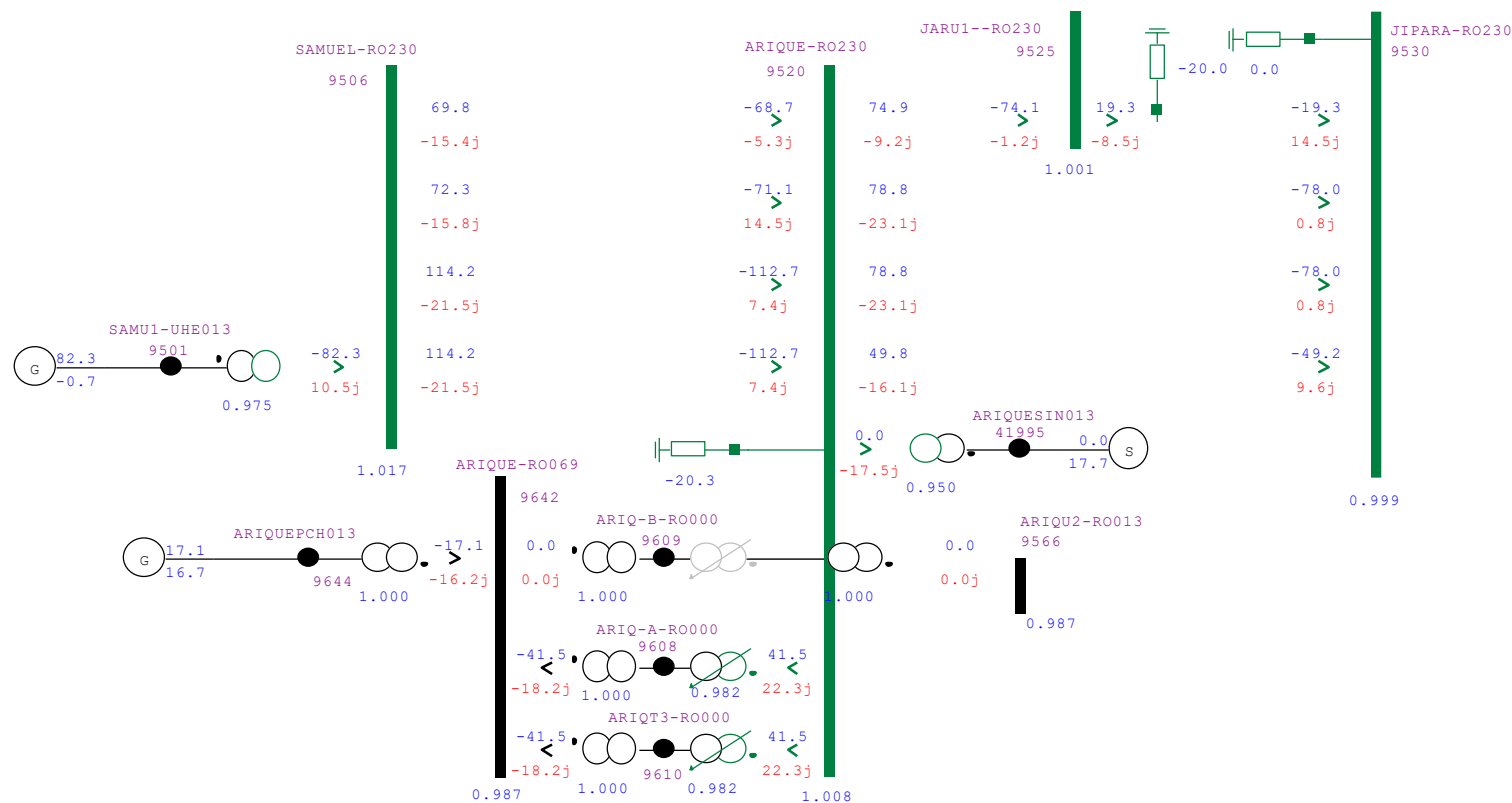 JARU1--RO230
JIPARA-RO230
SAMUEL-RO230
ARIQUE-RO230
9525
9530
9506
9520
-20.0
0.0
69.8
-68.7
74.9
-74.1
19.3
-19.3
-15.4j
-5.3j
-9.2j
-1.2j
-8.5j
14.5j
1.001
72.3
-71.1
78.8
-78.0
-15.8j
14.5j
-23.1j
0.8j
114.2
-112.7
78.8
-78.0
-21.5j
7.4j
-23.1j
0.8j
SAMU1-UHE013
9501
82.3
-82.3
114.2
-112.7
49.8
-49.2
G
-0.7
10.5j
-21.5j
7.4j
-16.1j
9.6j
0.975
ARIQUESIN013
41995
0.0
0.0
S
17.7
-17.5j
1.017
ARIQUE-RO069
-20.3
0.950
9642
0.999
ARIQUEPCH013
ARIQ-B-RO000
ARIQU2-RO013
9609
9566
G
17.1
-17.1
0.0
0.0
16.7
9644
-16.2j
0.0j
0.0j
1.000
1.000
1.000
0.987
ARIQ-A-RO000
9608
-41.5
41.5
-18.2j
1.000
0.982
22.3j
ARIQT3-RO000
-41.5
41.5
-18.2j
9610
22.3j
0.987
1.000
0.982
1.008